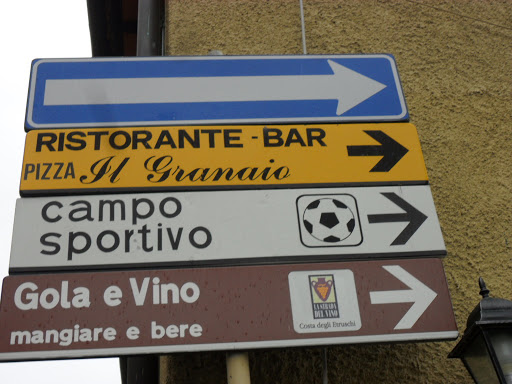 RISTORANTE - BAR
PIZZA Il Granaio
campo
sportivo
Gola e Vino
mangiare e bere
LA STRADA
DEL VINO
Costa degli Etruschi